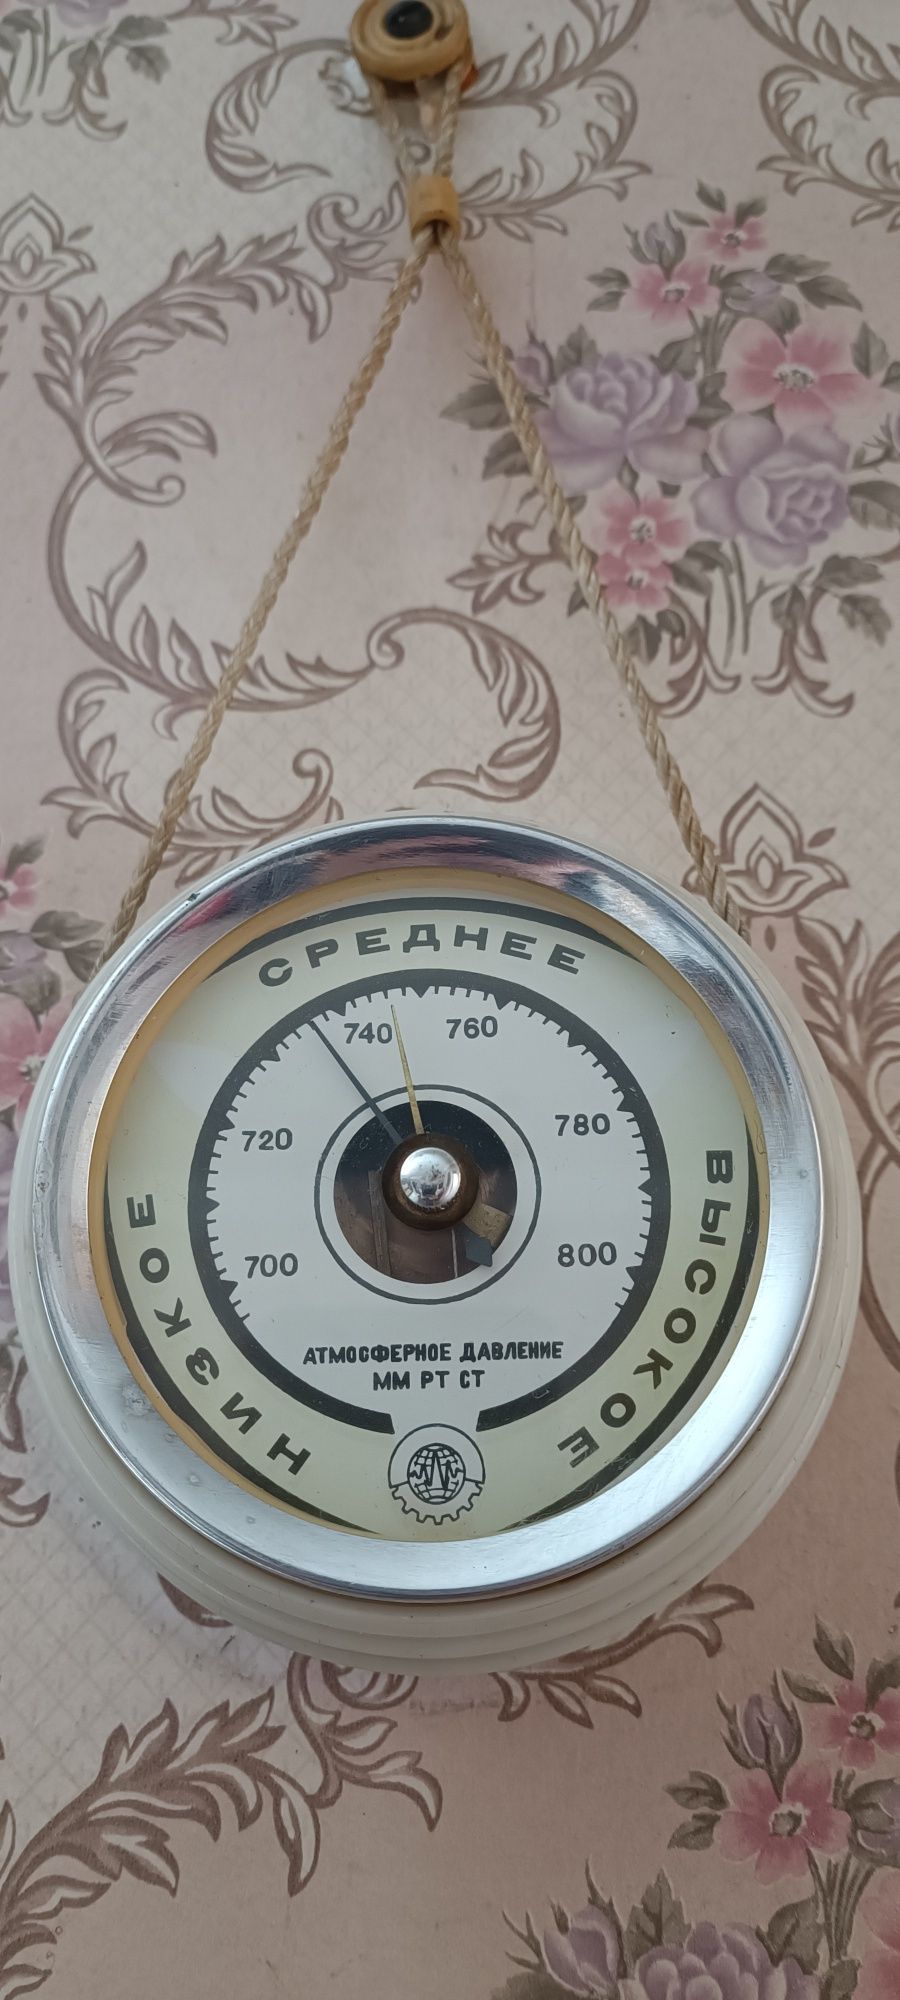 СРЕДНЕЕ
НИЗКОЕ
ВЫСОКОЕ
740 760
720 780
700 800
АТМОСФЕРНОЕ ДАВЛЕНИЕ
ММ РТ СТ